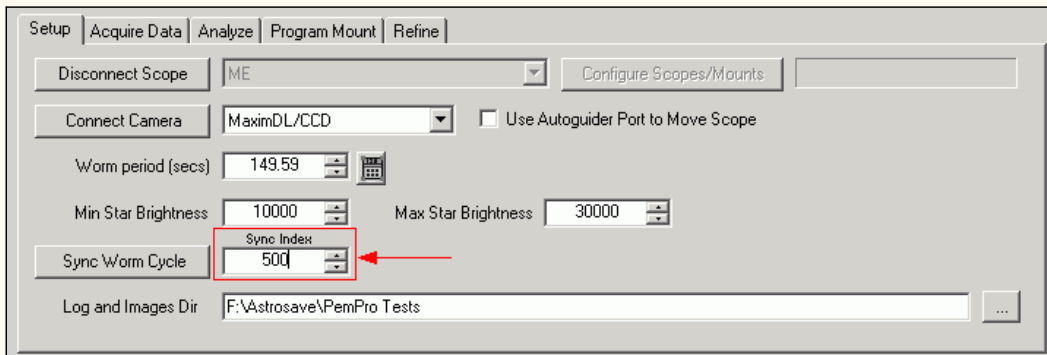 Setup Acquire Data Analyze Program Mount Refine
Disconnect Scope ME Configure Scopes/Mounts
Connect Camera MaximDL/CCD Use Autoguider Port to Move Scope
Worm period (secs) 149.59
Min Star Brightness 10000 Max Star Brightness 30000
Sync Index
Sync Worm Cycle 500
Log and Images Dir F:\Astrosave\PemPro Tests ...